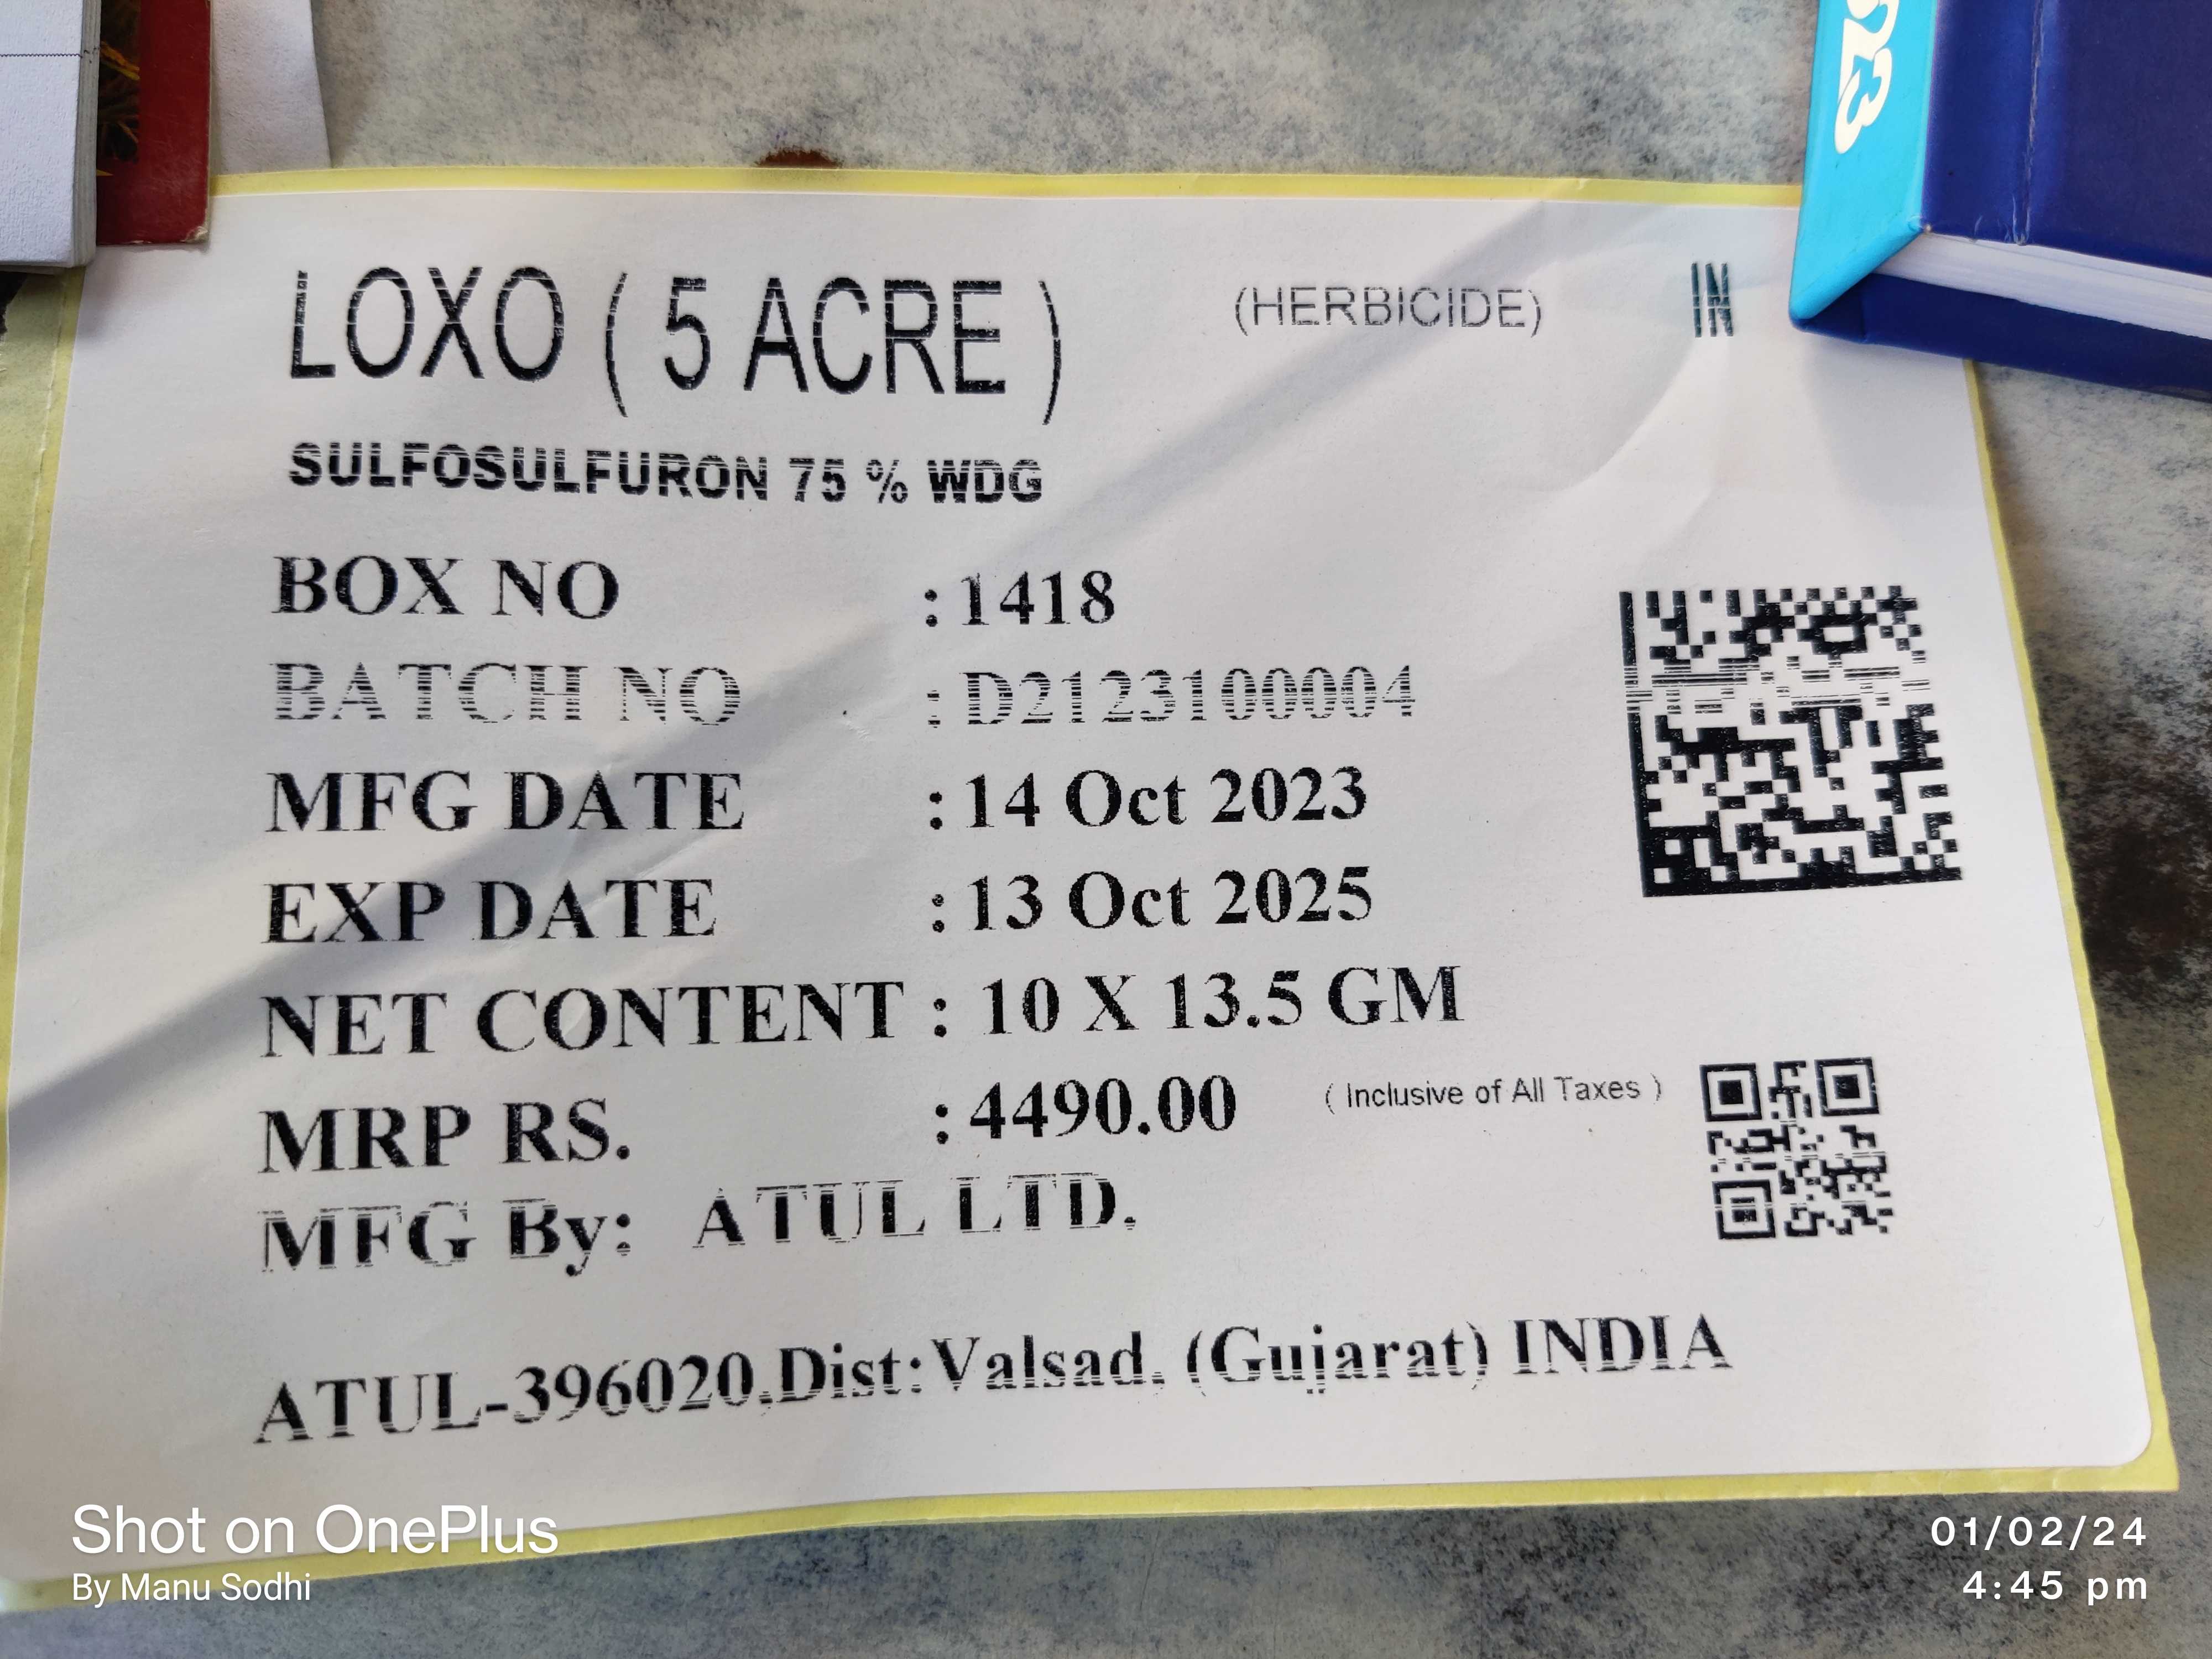 023
LOXO ( 5 ACRE ) (HERBICIDE) IN
SULFOSULFURON 75 % WDG
BOX NO : 1418
BATCH NO : D2123100004
MFG DATE : 14 Oct 2023
EXP DATE : 13 Oct 2025
NET CONTENT : 10 X 13.5 GM
MRP RS. : 4490.00 ( Inclusive of All Taxes )
MFG By: ATUL LTD.
ATUL-396020,Dist:Valsad, (Gujarat) INDIA
Shot on OnePlus
By Manu Sodhi
01/02/24
4:45 pm